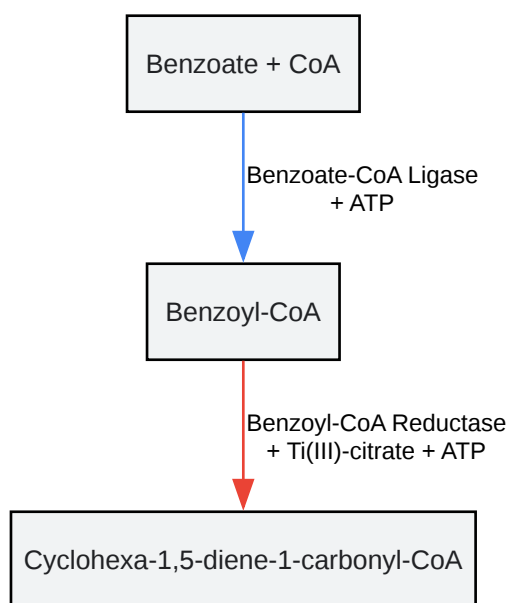 Benzoate + CoA
Benzoate-CoA Ligase
+ ATP
Benzoyl-CoA
Benzoyl-CoA Reductase
+ Ti(III)-citrate + ATP
Cyclohexa-1,5-diene-1-carbonyl-CoA